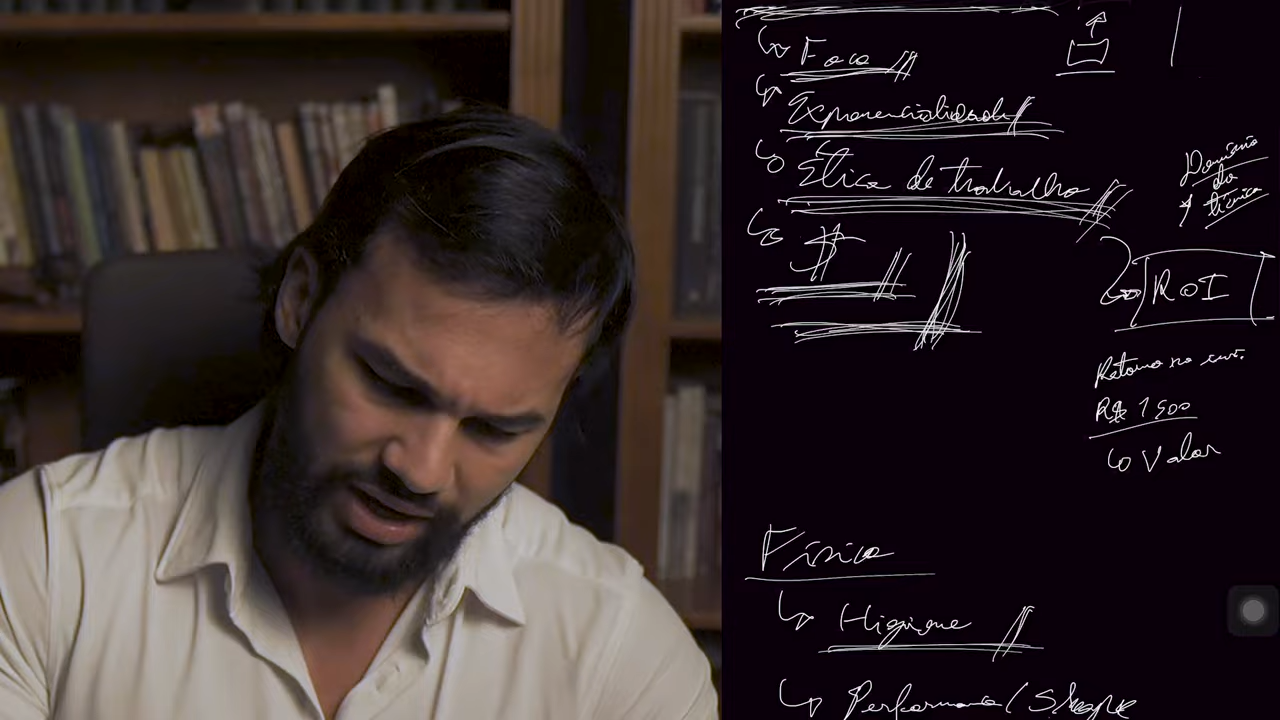 Foco
Exponencialidade
Ética de trabalho
$
Domínio
da
técnica
ROI
Retorno no inv.
R$ 1500
Valor
Físico
Higiene
Performance/Shape